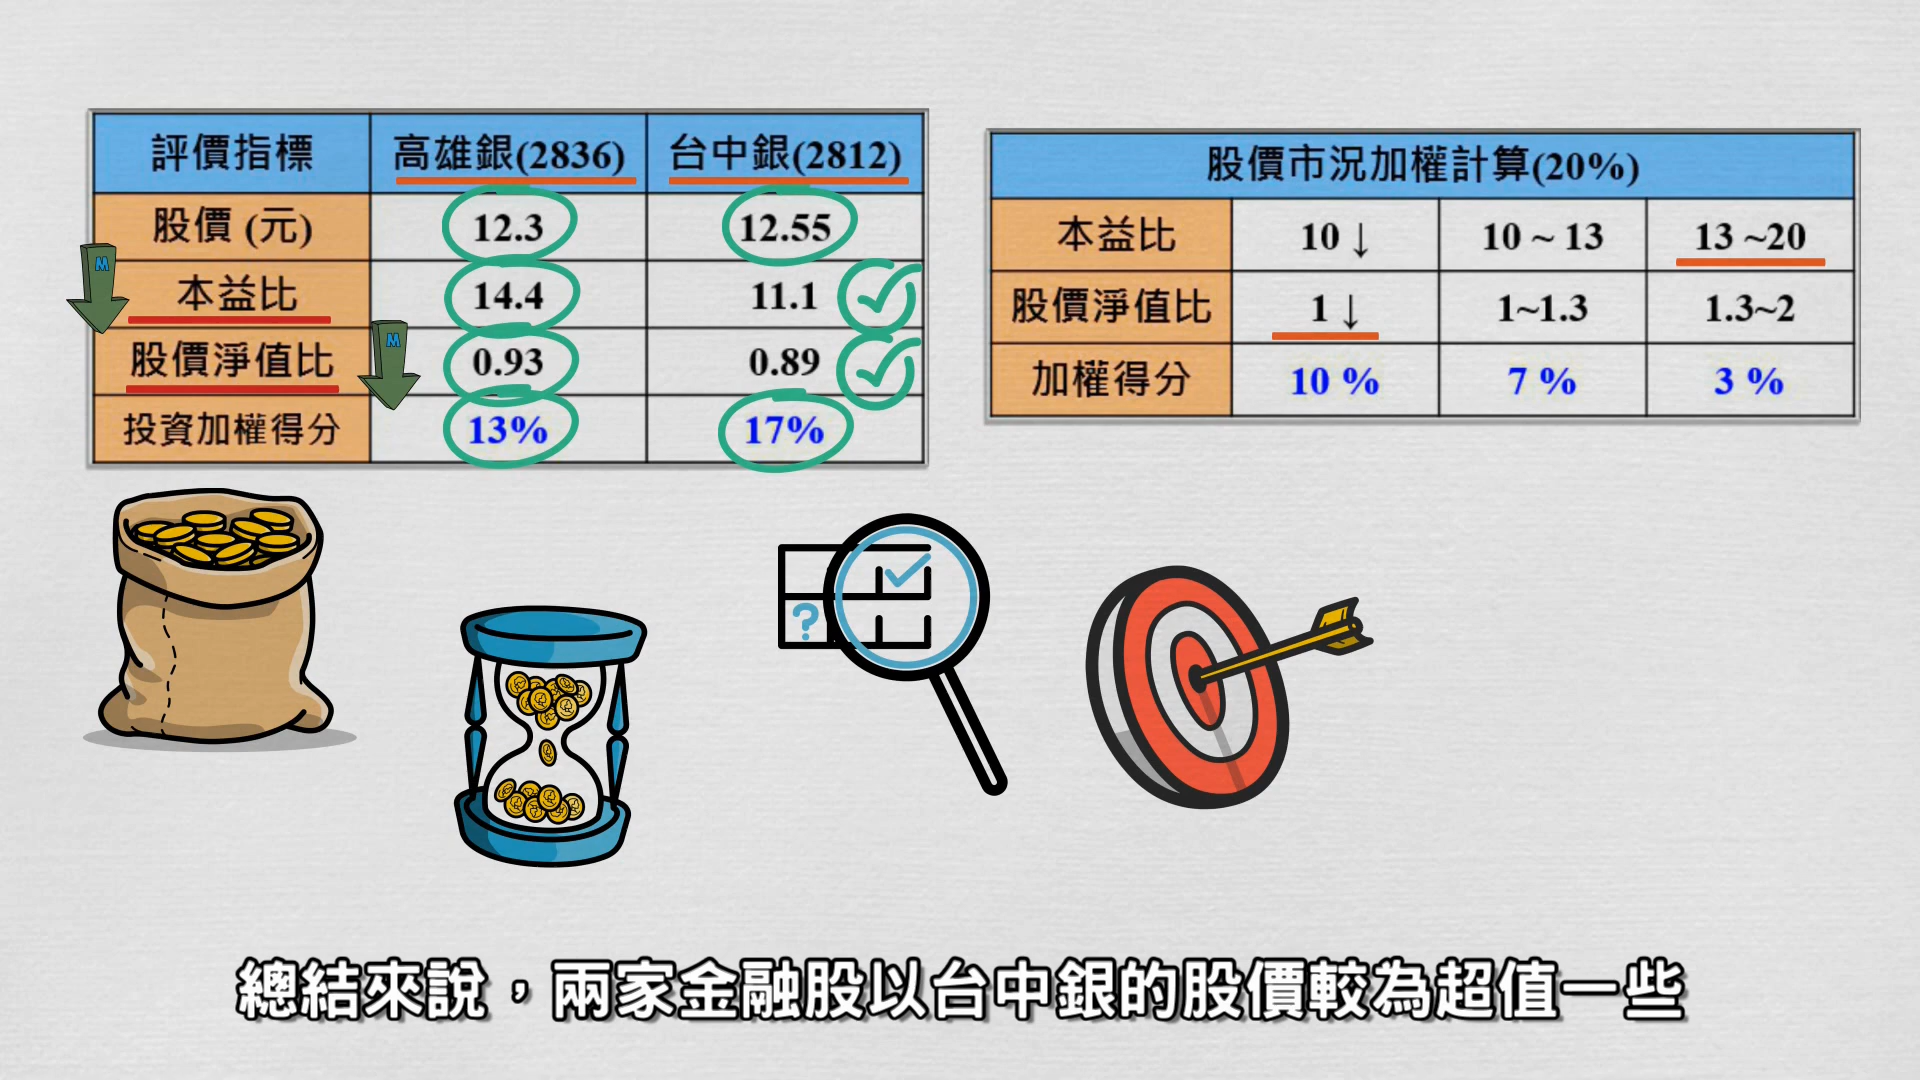 評價指標 高雄銀(2836) 台中銀(2812)
股價 (元) 12.3 12.55
本益比 14.4 11.1
股價淨值比 0.93 0.89
投資加權得分 13% 17%
M
M
股價市況加權計算(20%)
本益比 10 ↓ 10 ~ 13 13 ~20
股價淨值比 1 ↓ 1~1.3 1.3~2
加權得分 10 % 7 % 3 %
?
總結來說，兩家金融股以台中銀的股價較為超值一些